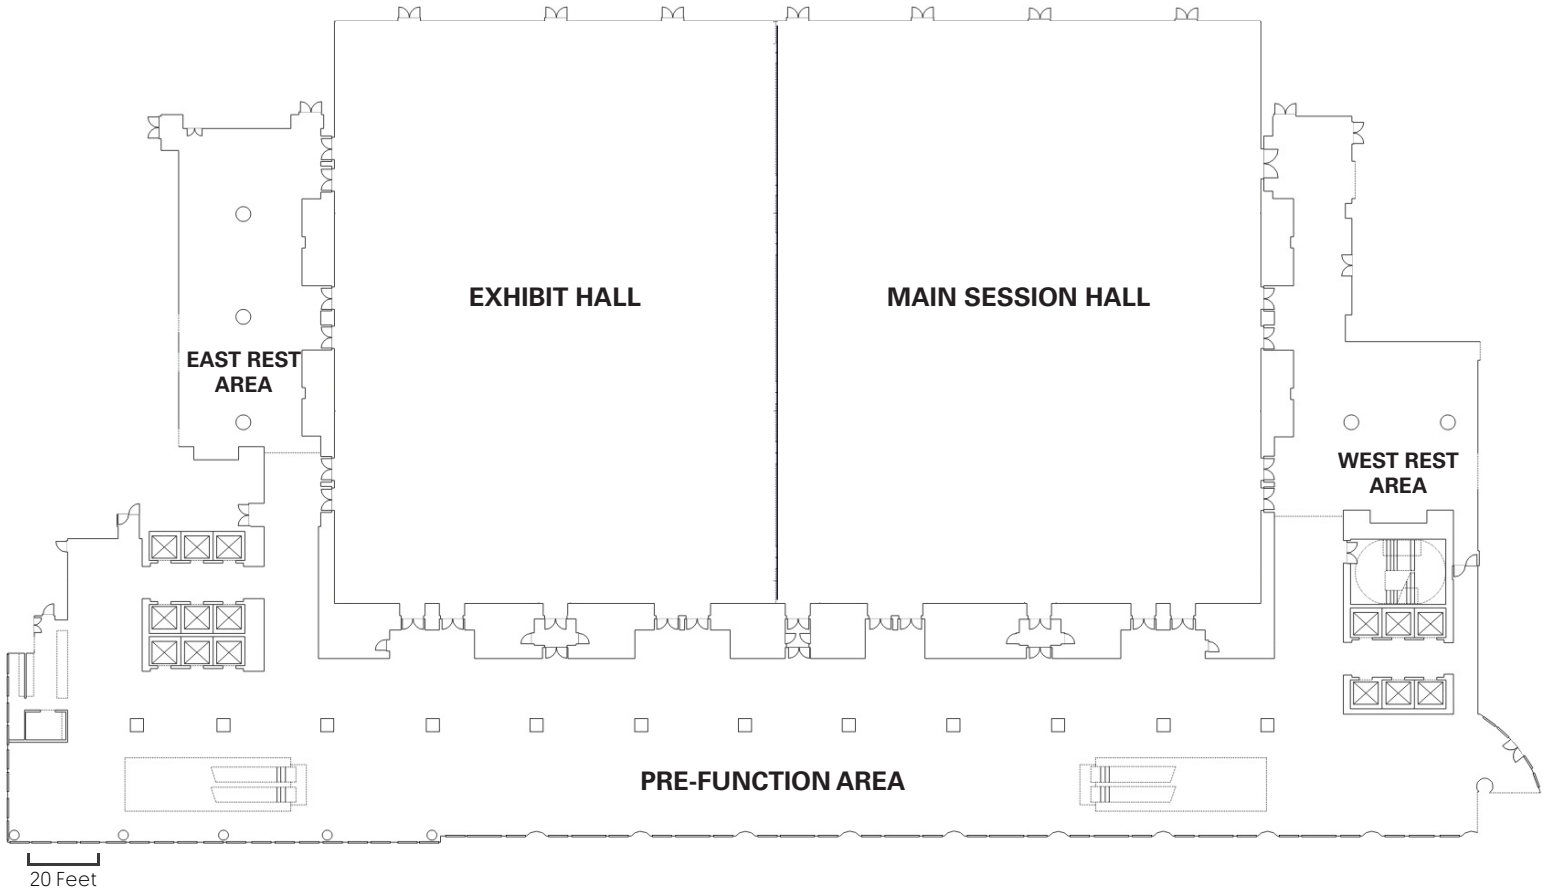 EXHIBIT HALL
MAIN SESSION HALL
EAST REST
AREA
WEST REST
AREA
PRE-FUNCTION AREA
20 Feet